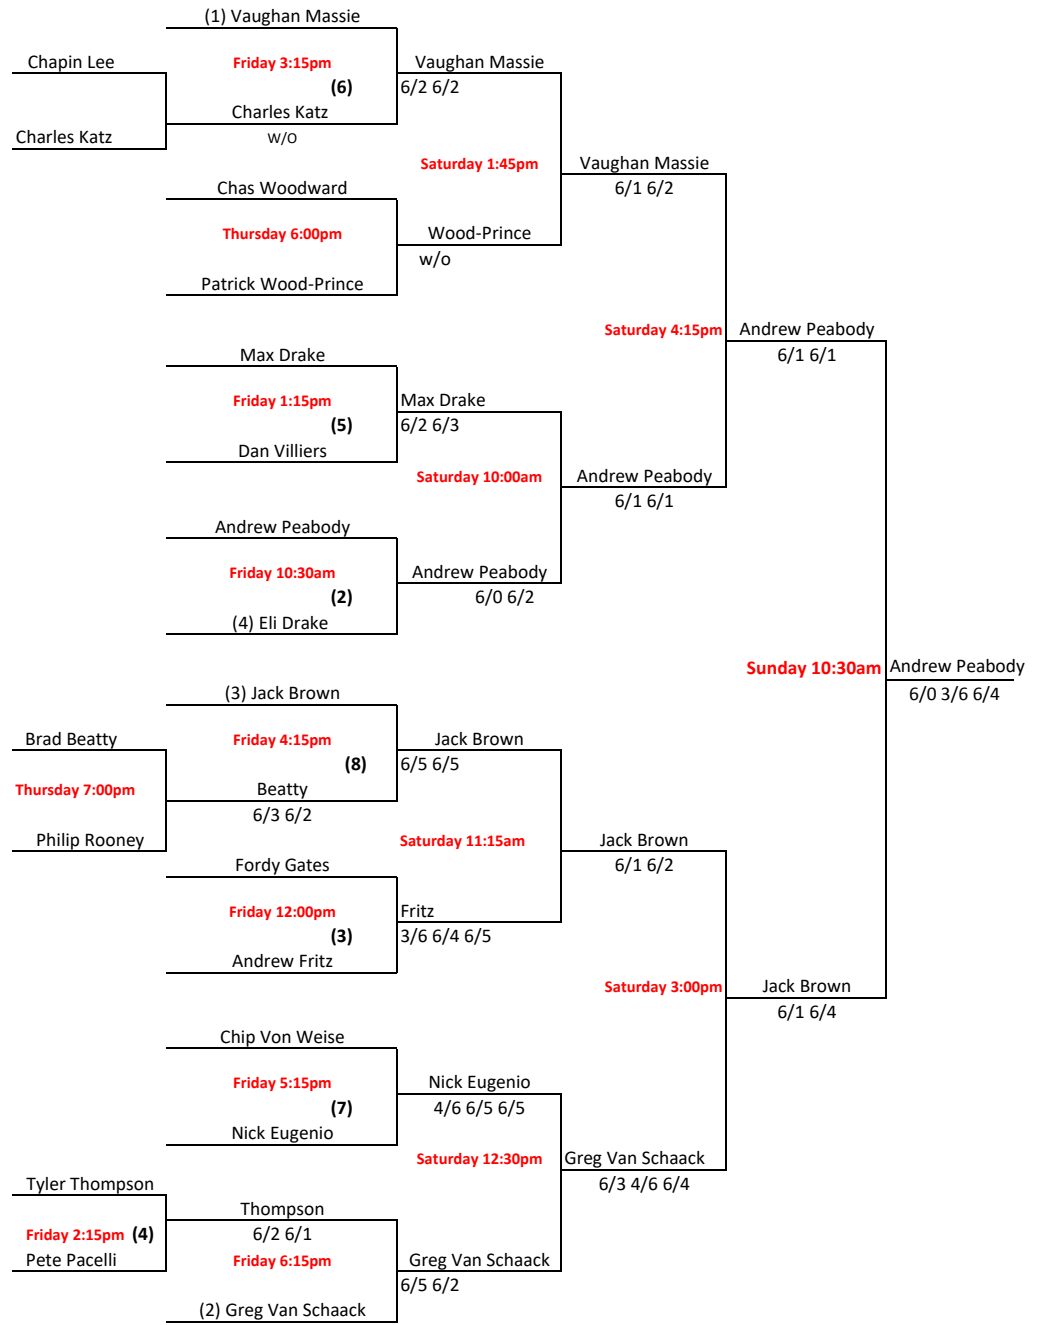 (1) Vaughan Massie
Chapin Lee
Friday 3:15pm
Vaughan Massie
(6)
6/2 6/2
Charles Katz
Charles Katz
w/o
Saturday 1:45pm
Vaughan Massie
6/1 6/2
Chas Woodward
Thursday 6:00pm
Wood-Prince
w/o
Patrick Wood-Prince
Saturday 4:15pm
Andrew Peabody
6/1 6/1
Max Drake
Friday 1:15pm
Max Drake
(5)
6/2 6/3
Dan Villiers
Saturday 10:00am
Andrew Peabody
6/1 6/1
Andrew Peabody
Friday 10:30am
Andrew Peabody
(2)
6/0 6/2
(4) Eli Drake
Sunday 10:30am
Andrew Peabody
6/0 3/6 6/4
(3) Jack Brown
Brad Beatty
Friday 4:15pm
Jack Brown
(8)
6/5 6/5
Thursday 7:00pm
Beatty
6/3 6/2
Philip Rooney
Saturday 11:15am
Jack Brown
6/1 6/2
Fordy Gates
Friday 12:00pm
Fritz
(3)
3/6 6/4 6/5
Andrew Fritz
Saturday 3:00pm
Jack Brown
6/1 6/4
Chip Von Weise
Friday 5:15pm
Nick Eugenio
(7)
4/6 6/5 6/5
Nick Eugenio
Saturday 12:30pm
Greg Van Schaack
6/3 4/6 6/4
Tyler Thompson
Thompson
6/2 6/1
Friday 2:15pm (4)
Pete Pacelli
Friday 6:15pm
Greg Van Schaack
6/5 6/2
(2) Greg Van Schaack